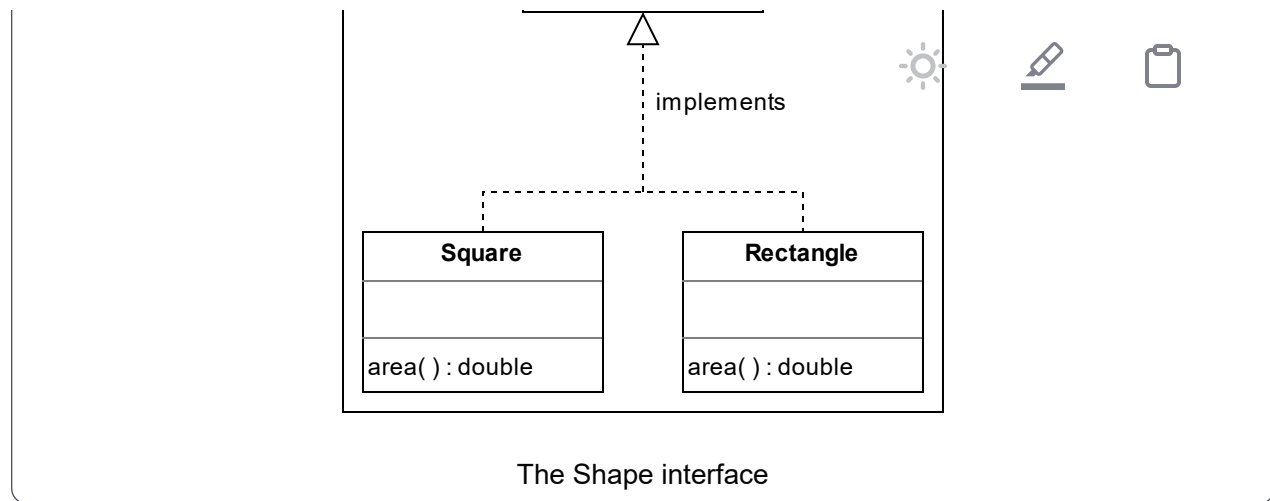 implements
Square
Rectangle
area( ) : double
area( ) : double
The Shape interface